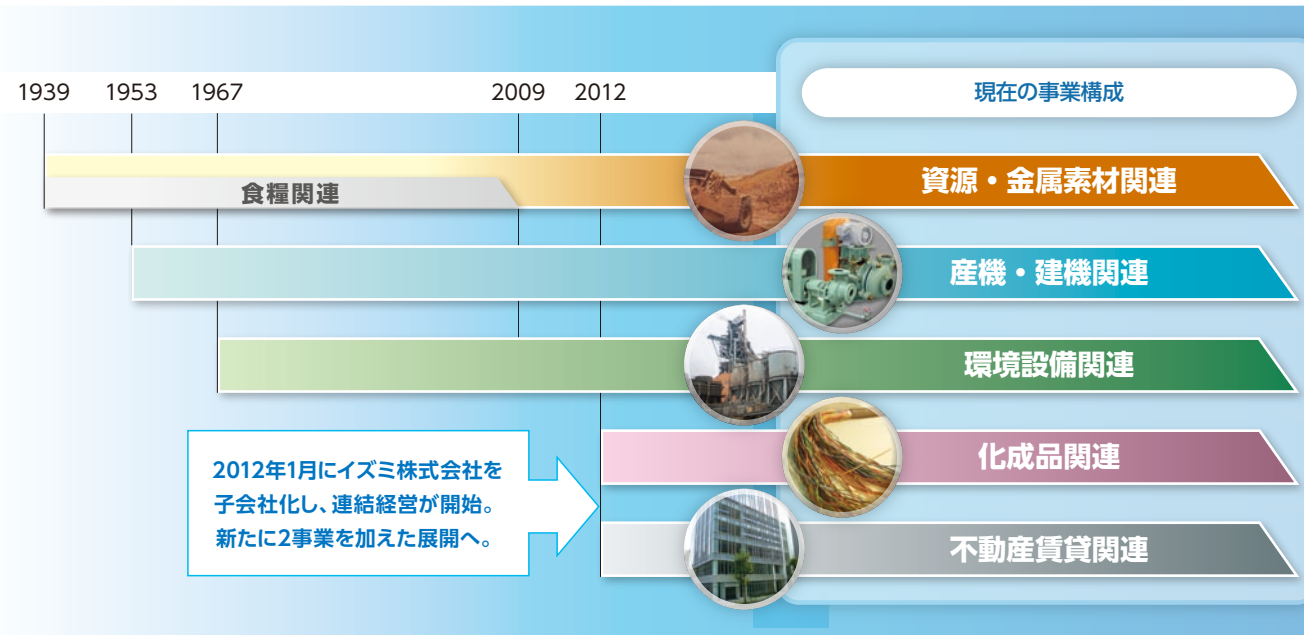 1939 1953 1967 2009 2012
現在の事業構成
資源・金属素材関連
食糧関連
産機・建機関連
環境設備関連
化成品関連
2012年1月にイズミ株式会社を
子会社化し、連結経営が開始。
新たに2事業を加えた展開へ。
不動産賃貸関連